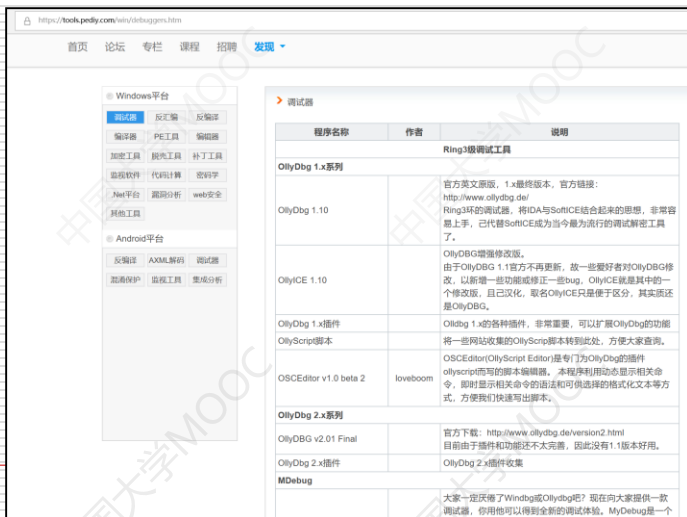 https://tools.pediy.com/win/debuggers.htm
首页 论坛 专栏 课程 招聘 发现
Windows平台
调试器 反汇编 反编译
编译器 PE工具 编辑器
加密工具 脱壳工具 补丁工具
监视软件 代码计算 密码学
.Net平台 漏洞分析 web安全
其他工具
Android平台
反编译 AXML解码 调试器
混淆保护 监视工具 集成分析
调试器
程序名称 作者 说明
Ring3级调试工具
OllyDbg 1.x系列
OllyDbg 1.10
官方英文原版，1.x最终版本，官方链接：
http://www.ollydbg.de/
Ring3环的调试器，将IDA与SoftICE结合起来的思想，非常容
易上手，己代替SoftICE成为当今最为流行的调试解密工具
了。
OllyICE 1.10
OllyDBG增强修改版。
由于OllyDBG 1.1官方不再更新，故一些爱好者对OllyDBG修
改，以新增一些功能或修正一些bug，OllyICE就是其中的一
个修改版，且己汉化，取名OllyICE只是便于区分，其实质还
是OllyDBG。
OllyDbg 1.x插件 Olldbg 1.x的各种插件，非常重要，可以扩展OllyDbg的功能
OllyScript脚本 将一些网站收集的OllyScrip脚本转到此处，方便大家查询。
OSCEditor v1.0 beta 2 loveboom
OSCEditor(OllyScript Editor)是专门为OllyDbg的插件
ollyscript而写的脚本编辑器。 本程序利用动态显示相关命
令，即时显示相关命令的语法和可供选择的格式化文本等方
式，方便我们快速写出脚本。
OllyDbg 2.x系列
OllyDBG v2.01 Final
官方下载：http://www.ollydbg.de/version2.html
目前由于插件和功能还不太完善，因此没有1.1版本好用。
OllyDbg 2.x插件 OllyDbg 2.x插件收集
MDebug
大家一定厌倦了Windbg或Ollydbg吧？现在向大家提供一款
调试器，你用他可以得到全新的调试体验。MyDebug是一个
中国大学MOOC